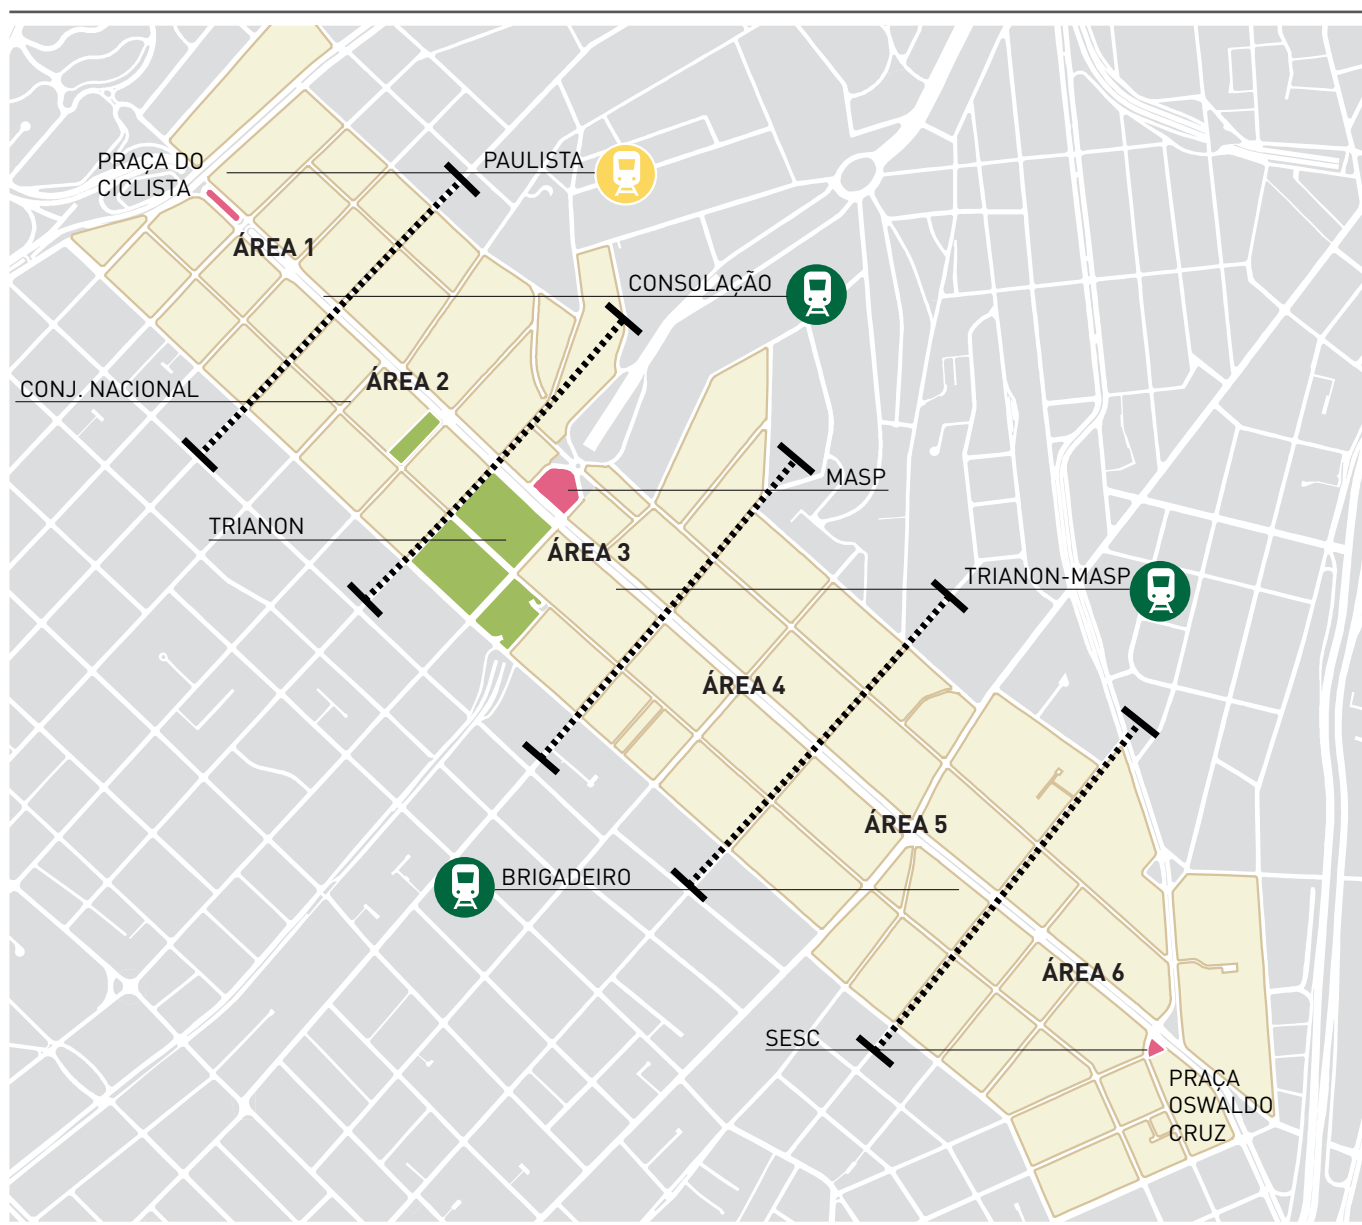 PRAÇA DO
CICLISTA
PAULISTA
ÁREA 1
CONSOLAÇÃO
ÁREA 2
CONJ. NACIONAL
MASP
TRIANON
ÁREA 3
TRIANON-MASP
ÁREA 4
ÁREA 5
BRIGADEIRO
ÁREA 6
SESC
PRAÇA
OSWALDO
CRUZ